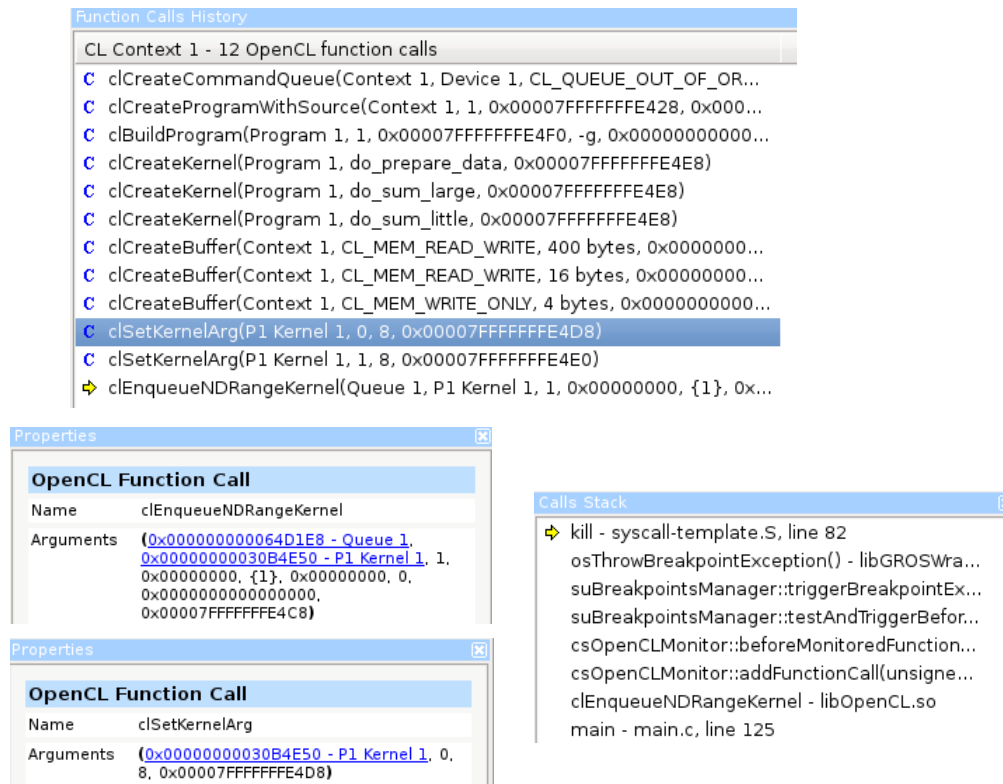 Function Calls History
CL Context 1 - 12 OpenCL function calls
C clCreateCommandQueue(Context 1, Device 1, CL_QUEUE_OUT_OF_OR...
C clCreateProgramWithSource(Context 1, 1, 0x00007FFFFFFFE428, 0x000...
C clBuildProgram(Program 1, 1, 0x00007FFFFFFFE4F0, -g, 0x00000000000...
C clCreateKernel(Program 1, do_prepare_data, 0x00007FFFFFFFE4E8)
C clCreateKernel(Program 1, do_sum_large, 0x00007FFFFFFFE4E8)
C clCreateKernel(Program 1, do_sum_little, 0x00007FFFFFFFE4E8)
C clCreateBuffer(Context 1, CL_MEM_READ_WRITE, 400 bytes, 0x0000000...
C clCreateBuffer(Context 1, CL_MEM_READ_WRITE, 16 bytes, 0x00000000...
C clCreateBuffer(Context 1, CL_MEM_WRITE_ONLY, 4 bytes, 0x0000000000...
C clSetKernelArg(P1 Kernel 1, 0, 8, 0x00007FFFFFFFE4D8)
C clSetKernelArg(P1 Kernel 1, 1, 8, 0x00007FFFFFFFE4E0)
clEnqueueNDRangeKernel(Queue 1, P1 Kernel 1, 1, 0x00000000, {1}, 0x...
Properties
OpenCL Function Call
Name clEnqueueNDRangeKernel
Arguments (0x000000000064D1E8 - Queue 1,
0x00000000030B4E50 - P1 Kernel 1, 1,
0x00000000, {1}, 0x00000000, 0,
0x0000000000000000,
0x00007FFFFFFFE4C8)
Properties
OpenCL Function Call
Name clSetKernelArg
Arguments (0x00000000030B4E50 - P1 Kernel 1, 0,
8, 0x00007FFFFFFFE4D8)
Calls Stack
kill - syscall-template.S, line 82
osThrowBreakpointException() - libGROSWra...
suBreakpointsManager::triggerBreakpointEx...
suBreakpointsManager::testAndTriggerBefor...
csOpenCLMonitor::beforeMonitoredFunction...
csOpenCLMonitor::addFunctionCall(unsigne...
clEnqueueNDRangeKernel - libOpenCL.so
main - main.c, line 125